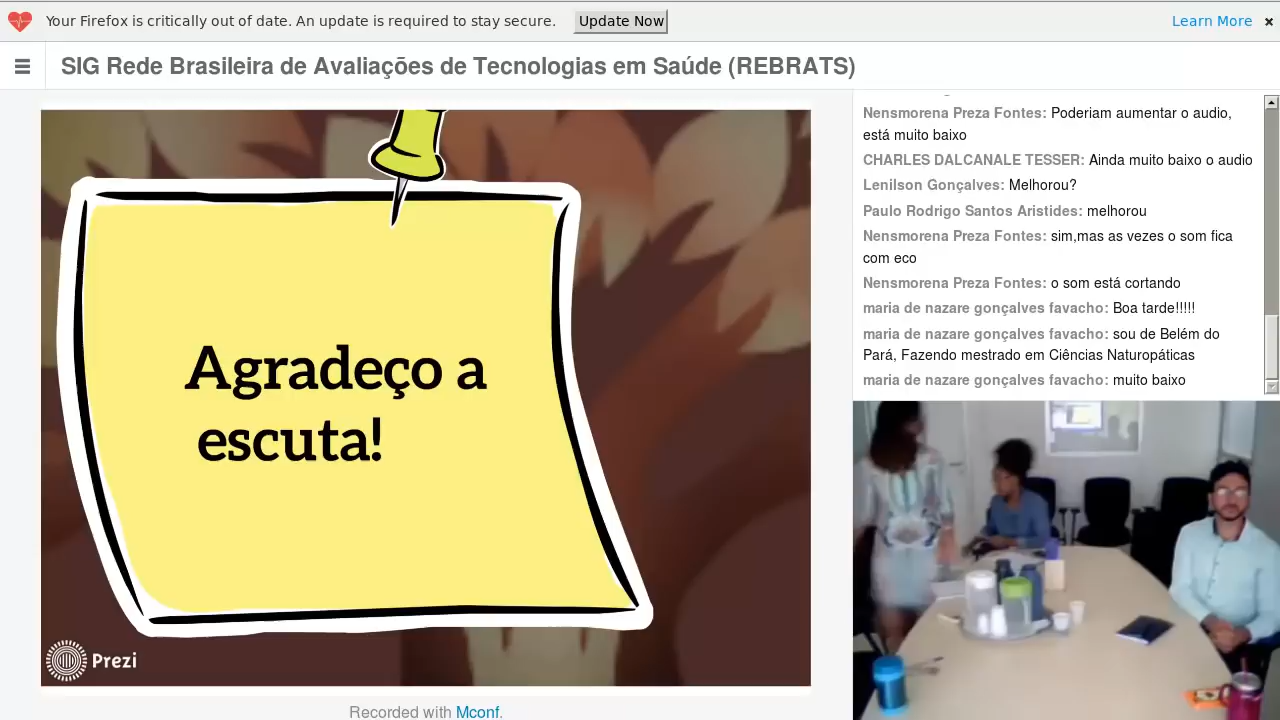 Your Firefox is critically out of date. An update is required to stay secure. Update Now Learn More
SIG Rede Brasileira de Avaliações de Tecnologias em Saúde (REBRATS)
Agradeço a
escuta!
Prezi
Recorded with Mconf.
Nensmorena Preza Fontes: Poderiam aumentar o audio,
está muito baixo
CHARLES DALCANALE TESSER: Ainda muito baixo o audio
Lenilson Gonçalves: Melhorou?
Paulo Rodrigo Santos Aristides: melhorou
Nensmorena Preza Fontes: sim,mas as vezes o som fica
com eco
Nensmorena Preza Fontes: o som está cortando
maria de nazare gonçalves favacho: Boa tarde!!!!!
maria de nazare gonçalves favacho: sou de Belém do
Pará, Fazendo mestrado em Ciências Naturopáticas
maria de nazare gonçalves favacho: muito baixo